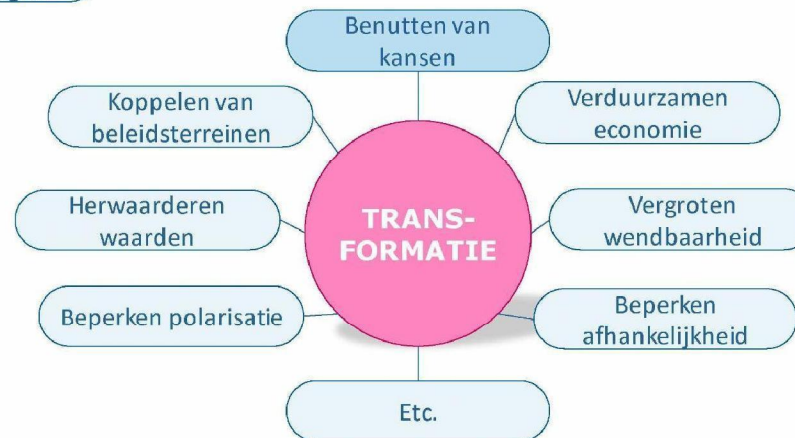 Benutten van
kansen
Koppelen van
beleidsterreinen
Verduurzamen
economie
Herwaarderen
waarden
TRANS-
FORMATIE
Vergroten
wendbaarheid
Beperken polarisatie
Beperken
afhankelijkheid
Etc.